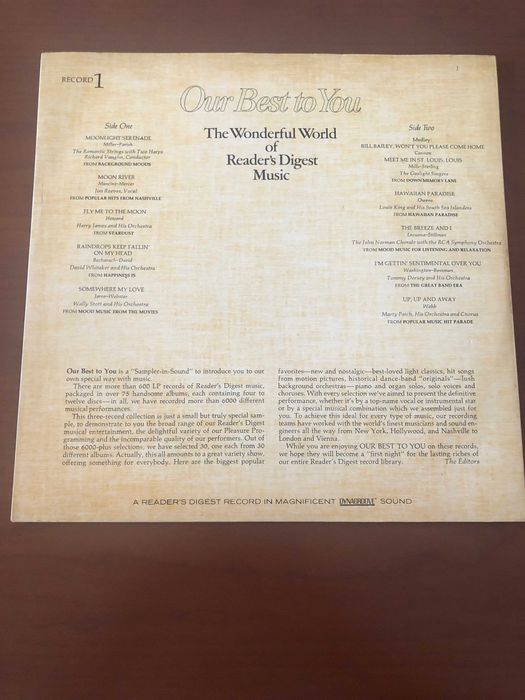 RECORD 1
1
Our Best to You
Side One
MOONLIGHT SERENADE
Miller–Parish
The Romantic Strings with Two Harps
Richard Vaughn, Conductor
FROM BACKGROUND MOODS
MOON RIVER
Mancini–Mercer
Jim Reeves, Vocal
FROM POPULAR HITS FROM NASHVILLE
FLY ME TO THE MOON
Howard
Harry James and His Orchestra
FROM STARDUST
RAINDROPS KEEP FALLIN'
ON MY HEAD
Bacharach–David
David Whitaker and His Orchestra
FROM HAPPINESS IS
SOMEWHERE MY LOVE
Jarre–Webster
Wally Stott and His Orchestra
FROM MOOD MUSIC FROM THE MOVIES
The Wonderful World
of
Reader's Digest
Music
Side Two
Medley:
BILL BAILEY, WON'T YOU PLEASE COME HOME
Cannon
MEET ME IN ST. LOUIS, LOUIS
Mills–Sterling
The Gaslight Singers
FROM DOWN MEMORY LANE
HAWAIIAN PARADISE
Owens
Louis King and His South Sea Islanders
FROM HAWAIIAN PARADISE
THE BREEZE AND I
Lecuona–Stillman
The John Norman Chorale with the RCA Symphony Orchestra
FROM MOOD MUSIC FOR LISTENING AND RELAXATION
I'M GETTIN' SENTIMENTAL OVER YOU
Washington–Bassman
Tommy Dorsey and His Orchestra
FROM THE GREAT BAND ERA
UP, UP AND AWAY
Webb
Marty Paich, His Orchestra and Chorus
FROM POPULAR MUSIC HIT PARADE
Our Best to You is a "Sampler-in-Sound" to introduce you to our
own special way with music.
There are more than 600 LP records of Reader's Digest music,
packaged in over 75 handsome albums, each containing four to
twelve discs—in all, we have recorded more than 6000 different
musical performances.
This three-record collection is just a small but truly special sam-
ple, to demonstrate to you the broad range of our Reader's Digest
musical entertainment, the delightful variety of our Pleasure Pro-
gramming and the incomparable quality of our performers. Out of
those 6000-plus selections, we have chosen 30, one each from 30
different albums. Actually, this all amounts to a great variety show,
offering something for everybody. Here are the biggest popular
favorites—new and nostalgic—best-loved light classics, hit songs
from motion pictures, historical dance-band "originals"—lush
background orchestras—piano and organ solos, solo voices and
choruses. With every selection we've aimed to present the definitive
performance, whether it's by a top-name vocal or instrumental star
or by a special musical combination which we assembled just for
you. To achieve this ideal for every type of music, our recording
teams have worked with the world's finest musicians and sound en-
gineers all the way from New York, Hollywood, and Nashville to
London and Vienna.
While you are enjoying OUR BEST TO YOU on these records,
we hope they will become a "first night" for the lasting riches of
our entire Reader's Digest record library. The Editors
A READER'S DIGEST RECORD IN MAGNIFICENT DYNAGROOVE SOUND